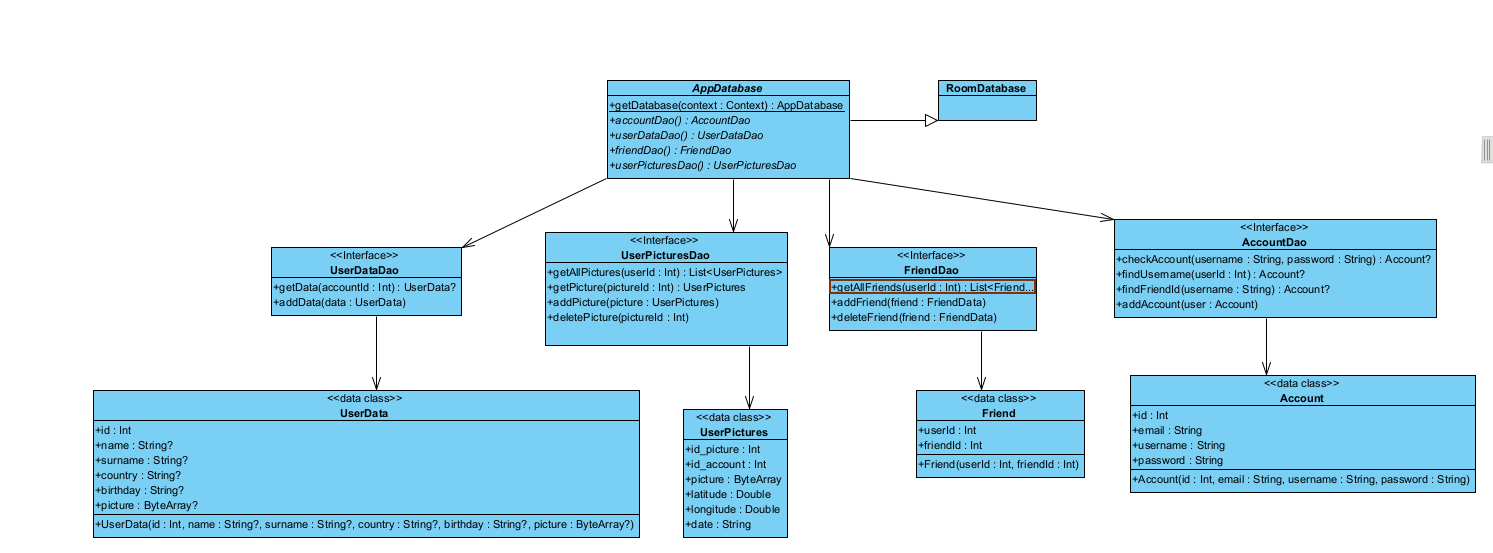 AppDatabase
+getDatabase(context : Context) : AppDatabase
+accountDao() : AccountDao
+userDataDao() : UserDataDao
+friendDao() : FriendDao
+userPicturesDao() : UserPicturesDao
RoomDatabase
<<Interface>>
UserDataDao
+getData(accountId : Int) : UserData?
+addData(data : UserData)
<<Interface>>
UserPicturesDao
+getAllPictures(userId : Int) : List<UserPictures>
+getPicture(pictureId : Int) : UserPictures
+addPicture(picture : UserPictures)
+deletePicture(pictureId : Int)
<<Interface>>
FriendDao
+getAllFriends(userId : Int) : List<Friend...
+addFriend(friend : FriendData)
+deleteFriend(friend : FriendData)
<<Interface>>
AccountDao
+checkAccount(username : String, password : String) : Account?
+findUsername(userId : Int) : Account?
+findFriendId(username : String) : Account?
+addAccount(user : Account)
<<data class>>
UserData
+id : Int
+name : String?
+surname : String?
+country : String?
+birthday : String?
+picture : ByteArray?
+UserData(id : Int, name : String?, surname : String?, country : String?, birthday : String?, picture : ByteArray?)
<<data class>>
UserPictures
+id_picture : Int
+id_account : Int
+picture : ByteArray
+latitude : Double
+longitude : Double
+date : String
<<data class>>
Friend
+userId : Int
+friendId : Int
+Friend(userId : Int, friendId : Int)
<<data class>>
Account
+id : Int
+email : String
+username : String
+password : String
+Account(id : Int, email : String, username : String, password : String)